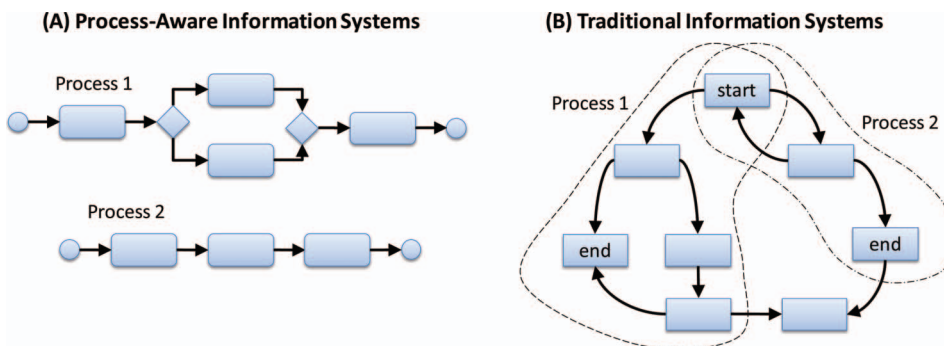 (A) Process-Aware Information Systems
Process 1
Process 2
(B) Traditional Information Systems
Process 1
start
Process 2
end
end